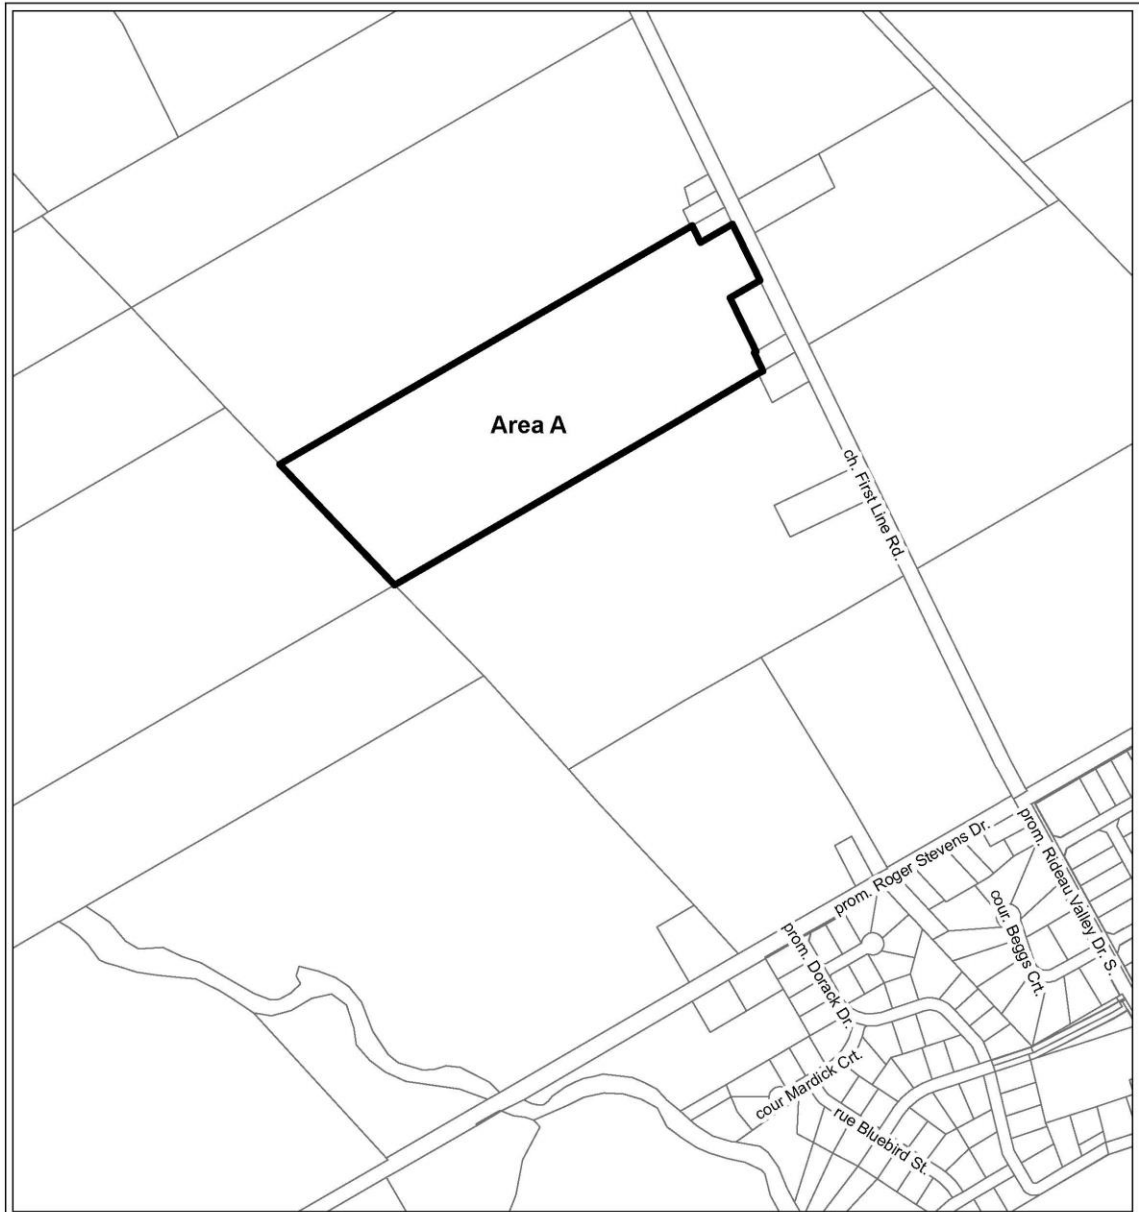 Area A
ch. First Line Rd.
prom. Roger Stevens Dr.
prom. Rideau Valley Dr. S.
cour. Beggs Crt.
prom. Dorack Dr.
cour Mardick Crt.
rue Bluebird St.